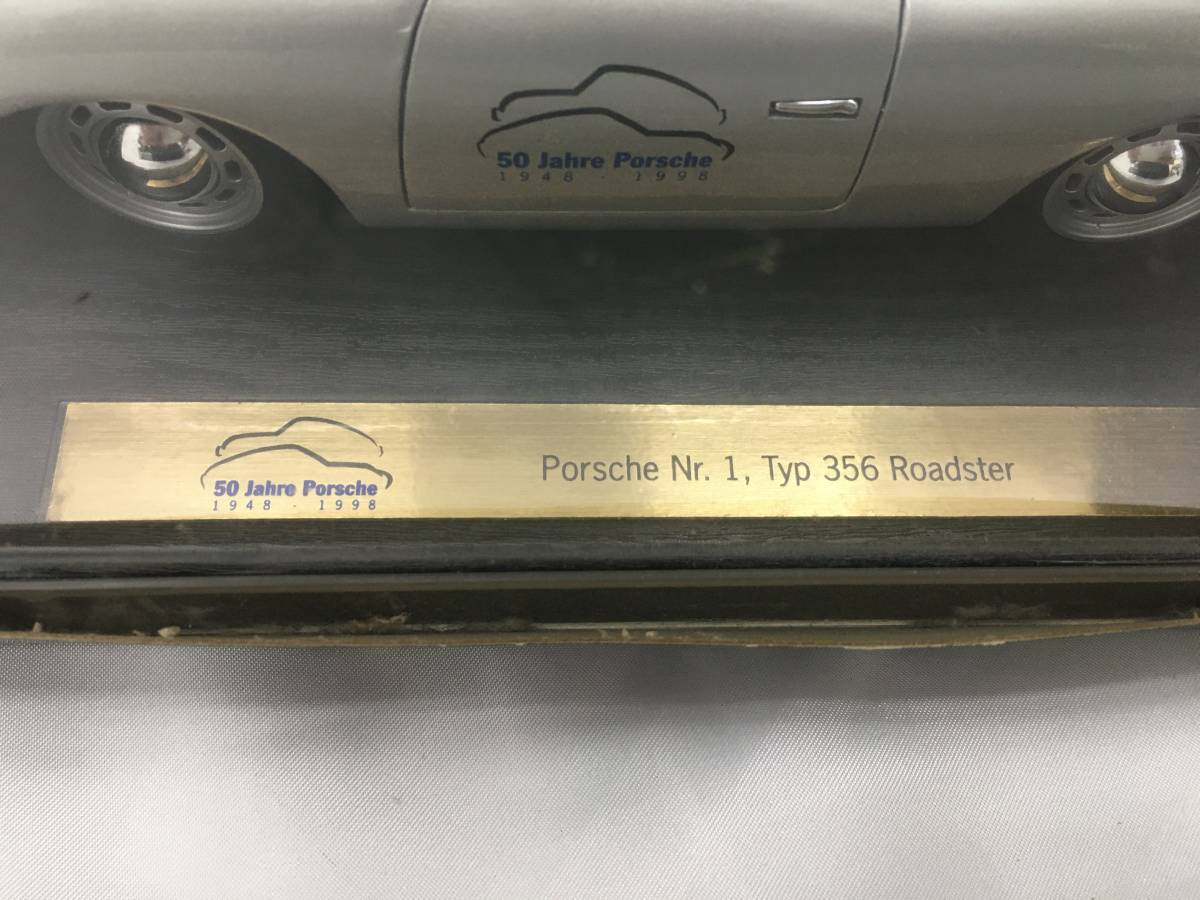 50 Jahre Porsche
1948 · 1998
50 Jahre Porsche
1948 · 1998
Porsche Nr. 1, Typ 356 Roadster